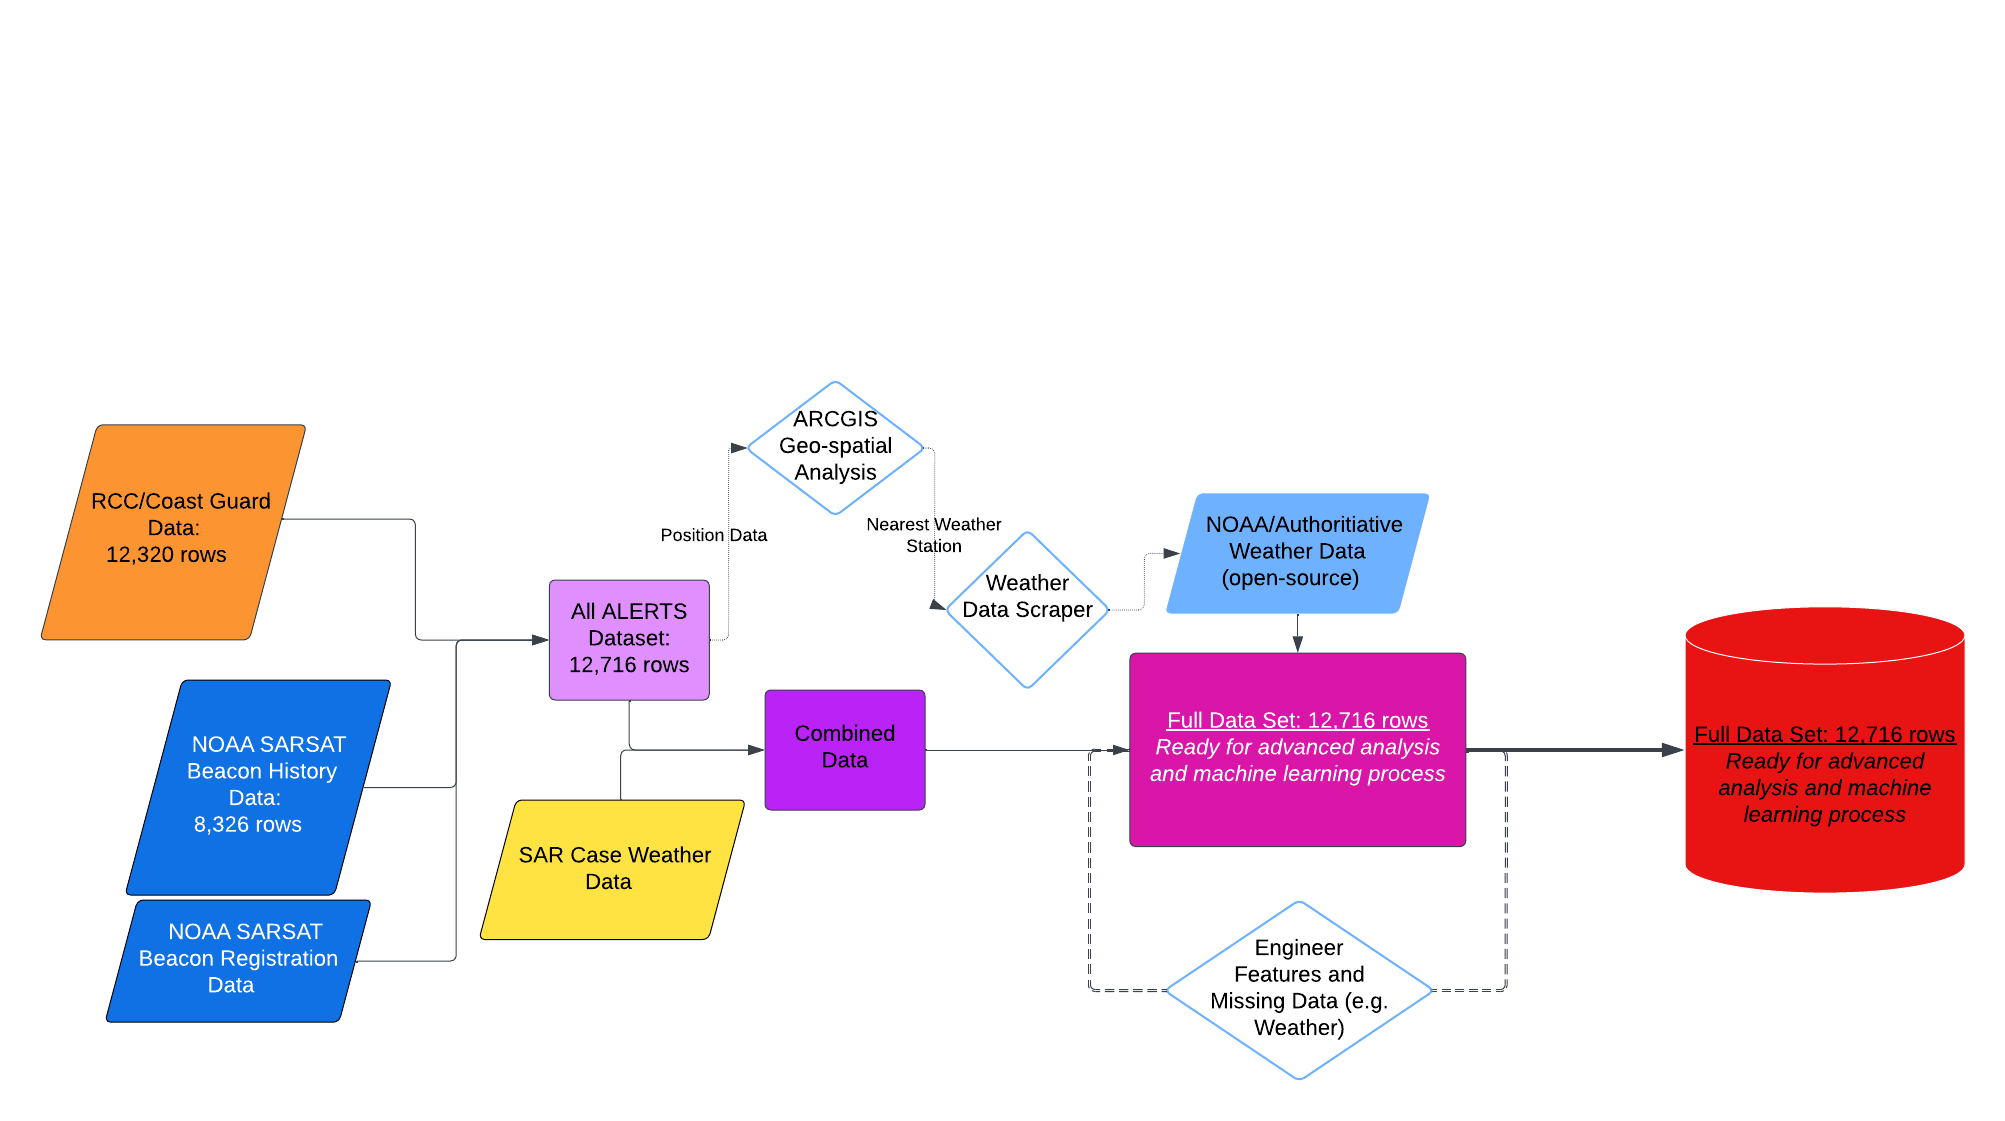 ARCGIS
Geo-spatial
Analysis
RCC/Coast Guard
Data:
12,320 rows
Position Data
Nearest Weather
Station
NOAA/Authoritiative
Weather Data
(open-source)
Weather
Data Scraper
All ALERTS
Dataset:
12,716 rows
NOAA SARSAT
Beacon History
Data:
8,326 rows
Combined
Data
Full Data Set: 12,716 rows
Ready for advanced analysis
and machine learning process
Full Data Set: 12,716 rows
Ready for advanced
analysis and machine
learning process
SAR Case Weather
Data
NOAA SARSAT
Beacon Registration
Data
Engineer
Features and
Missing Data (e.g.
Weather)